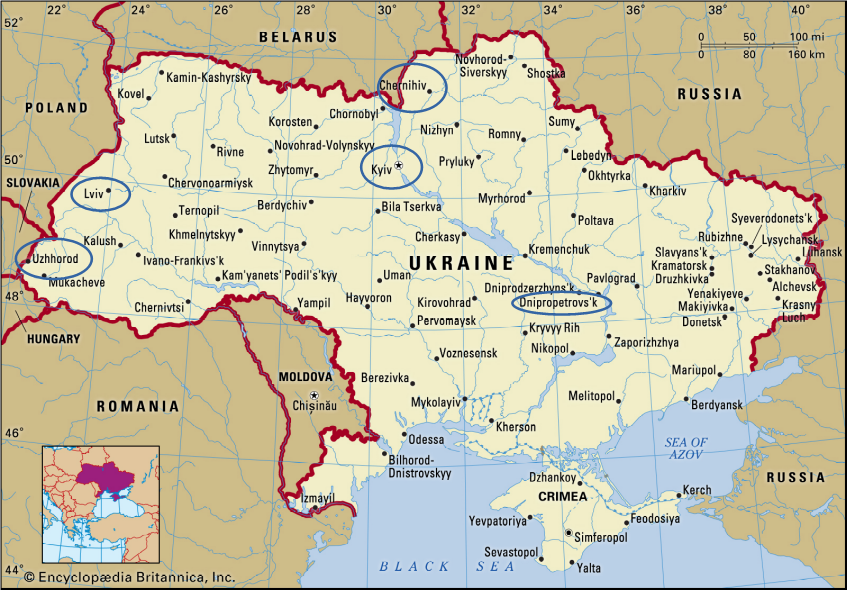 52°
22°
24°
26°
28°
30°
32°
34°
36°
38°
40°
BELARUS
0
50
100 mi
0
80
160 km
Novhorod-
Siverskyy
Shostka
Kamin-Kashyrsky
Chernihiv
Kovel
POLAND
RUSSIA
Chornobyl
Korosten
Nizhyn
Sumy
Romny
Lutsk
Rivne
Novohrad-Volynskyy
Lebedyn
50°
Pryluky
Okhtyrka
Kyiv
Zhytomyr
SLOVAKIA
Chervonoarmiysk
Kharkiv
Lviv
Myrhorod
Berdychiv
Bila Tserkva
Ternopil
Poltava
Syeverodonets'k
Khmelnytskyy
Cherkasy
Rubizhne
Lysychansk
Kalush
Vinnytsya
Kremenchuk
Slavyans'k
Luhansk
Uzhhorod
Ivano-Frankivs'k
UKRAINE
Kramatorsk
Stakhanov
Kam'yanets' Podil's'kyy
Uman
Pavlograd
Druzhkivka
Mukacheve
Dniprodzerzhyns'k
Alchevsk
48°
Yenakiyeve
Hayvoron
Kirovohrad
Dnipropetrovs'k
Chernivtsi
Yampil
Makiyivka
Krasny
Luch
Pervomaysk
Donetsk
Kryvyy Rih
HUNGARY
Zaporizhzhya
Voznesensk
Nikopol
MOLDOVA
Berezivka
Mariupol
Chişinău
Melitopol
ROMANIA
Mykolayiv
Berdyansk
Kherson
46°
Odessa
SEA OF
AZOV
Bilhorod-
Dnistrovskyy
RUSSIA
Dzhankoy
CRIMEA
Kerch
Izmayil
Yevpatoriya
Feodosiya
Simferopol
Sevastopol
BLACK SEA
Yalta
44°
© Encyclopædia Britannica, Inc.